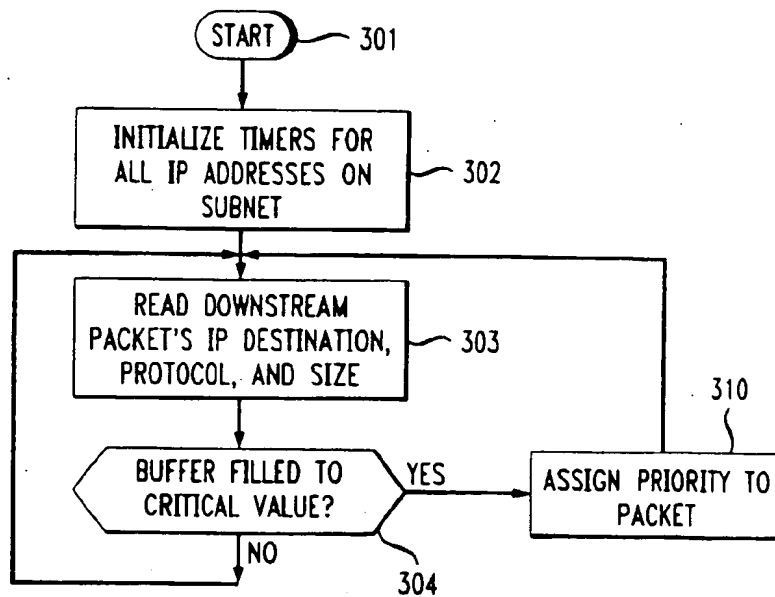 START
301
INITIALIZE TIMERS FOR
ALL IP ADDRESSES ON
SUBNET
302
READ DOWNSTREAM
PACKET'S IP DESTINATION,
PROTOCOL, AND SIZE
303
BUFFER FILLED TO
CRITICAL VALUE?
YES
NO
304
310
ASSIGN PRIORITY TO
PACKET